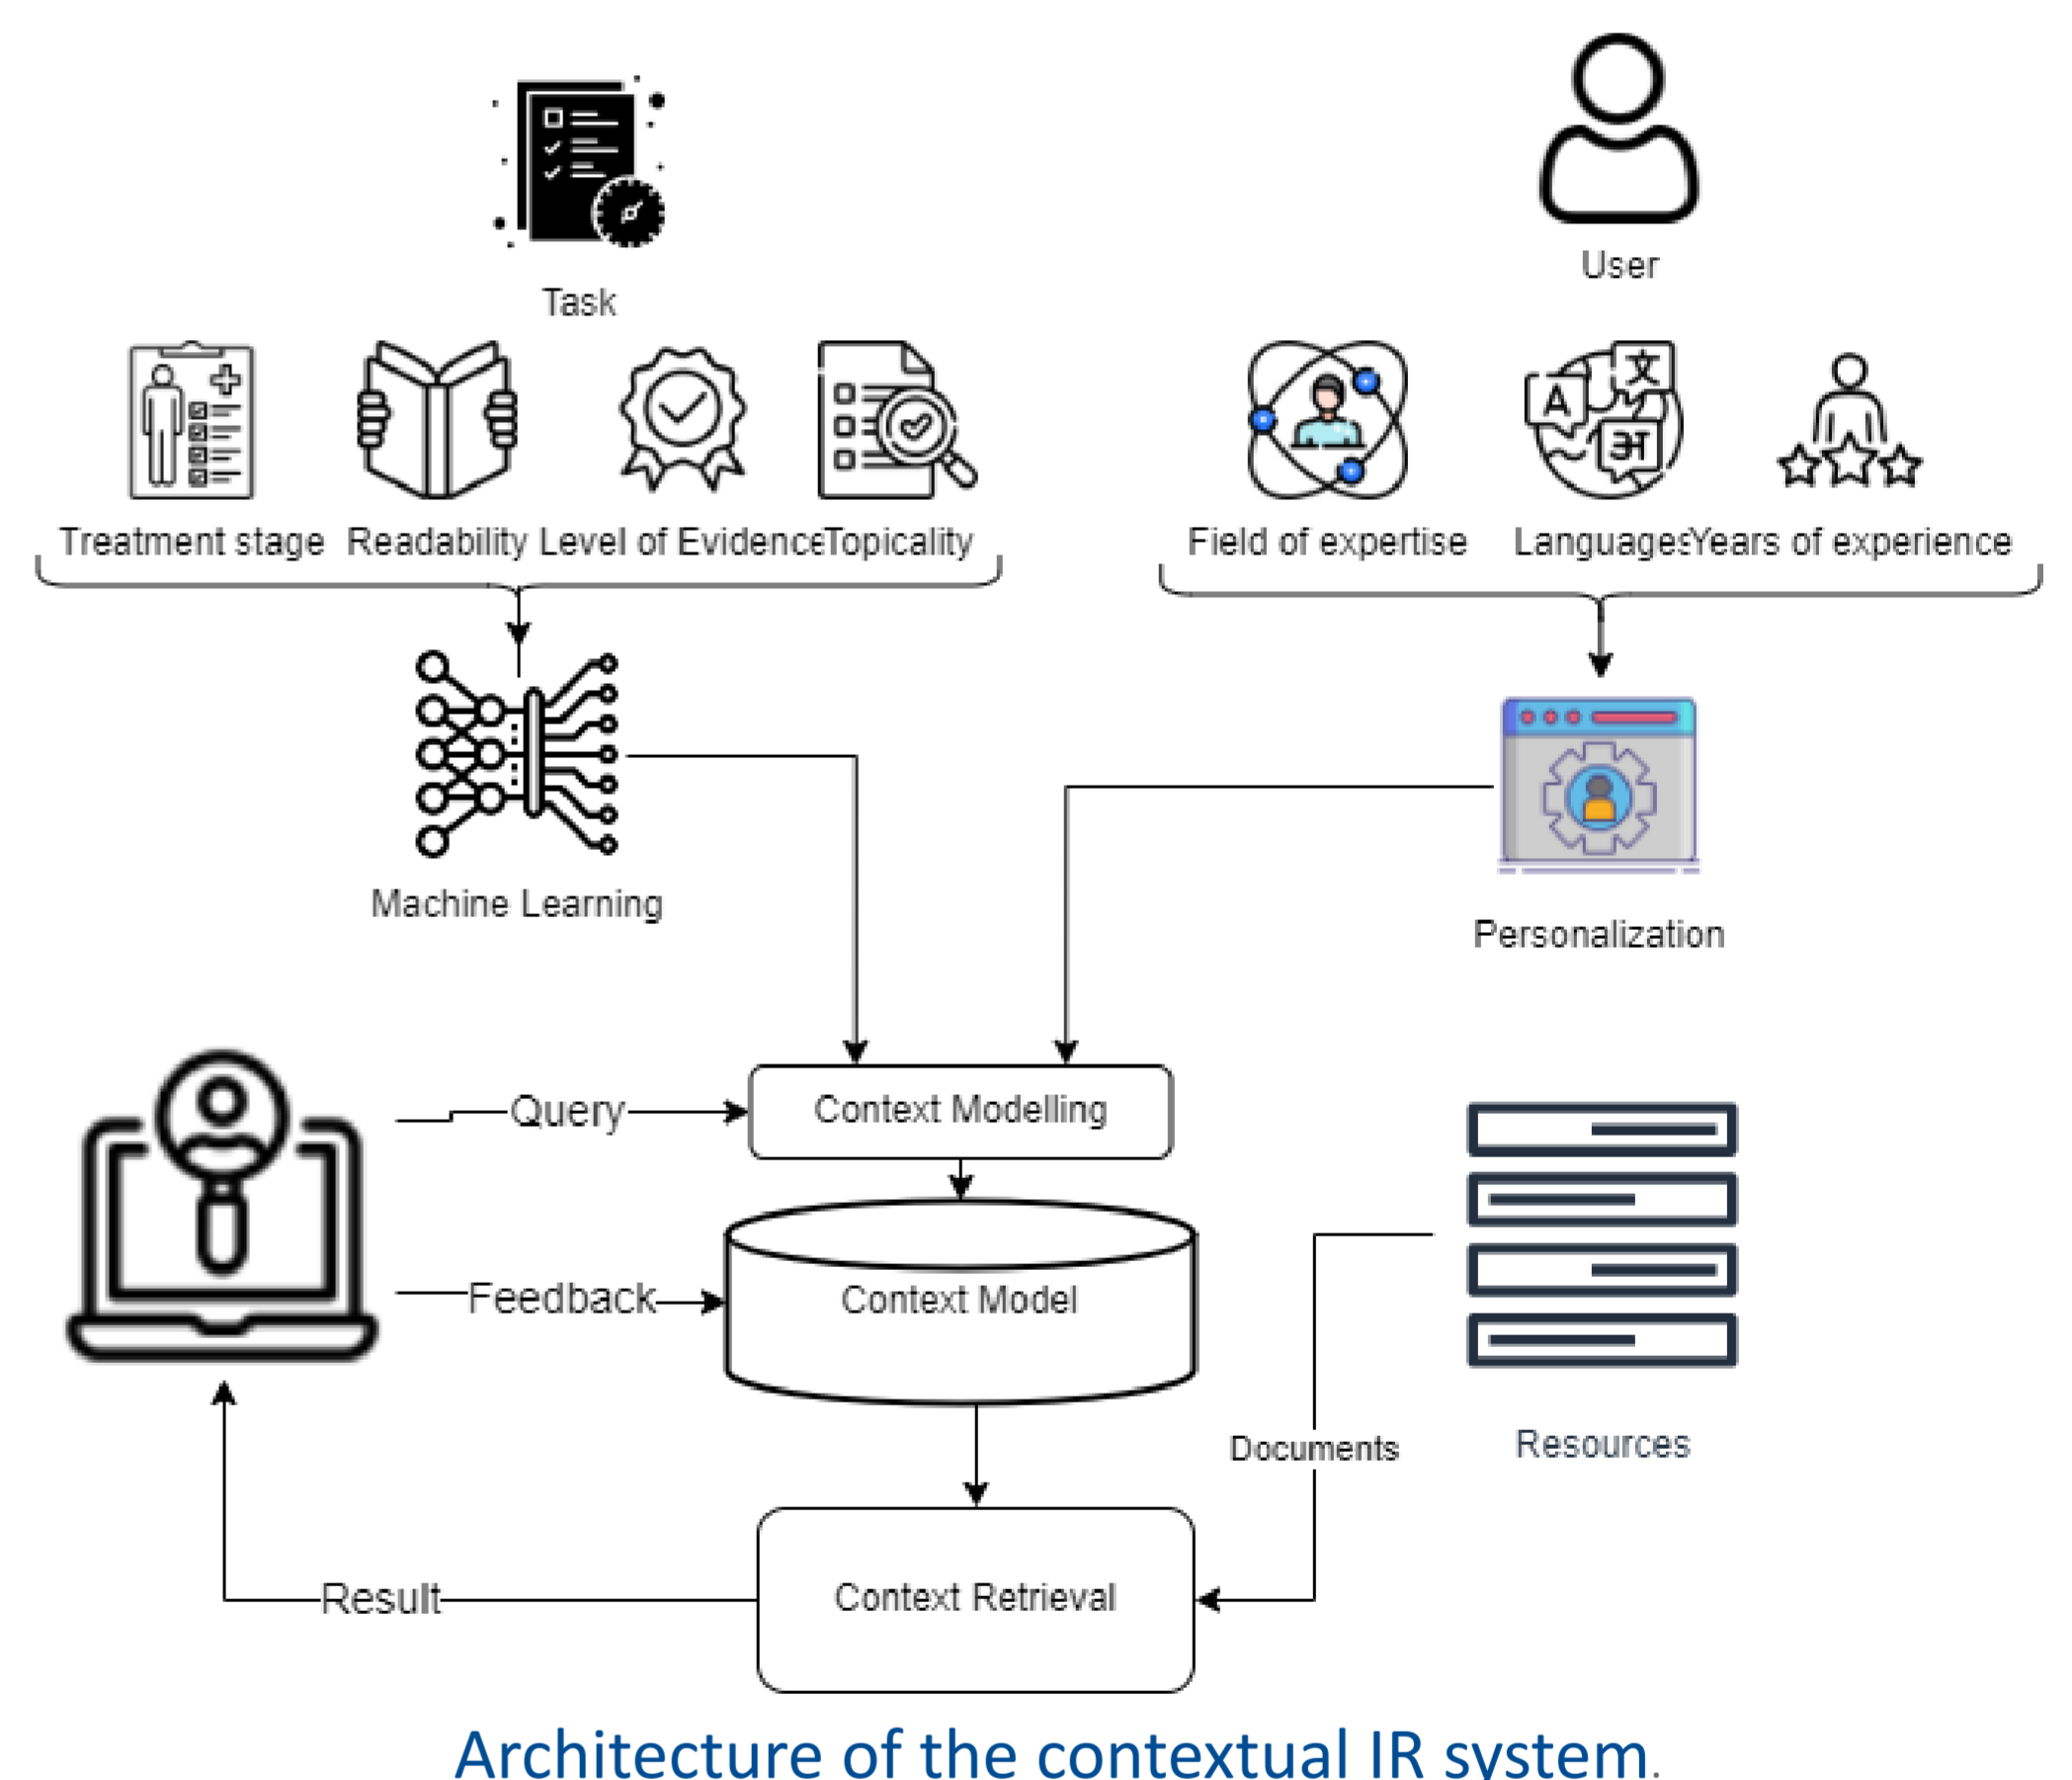 Task
User
Treatment stage
Readability
Level of Evidence
Topicality
Field of expertise
Languages
Years of experience
Machine Learning
Personalization
Query
Context Modelling
Feedback
Context Model
Documents
Resources
Result
Context Retrieval
Architecture of the contextual IR system.